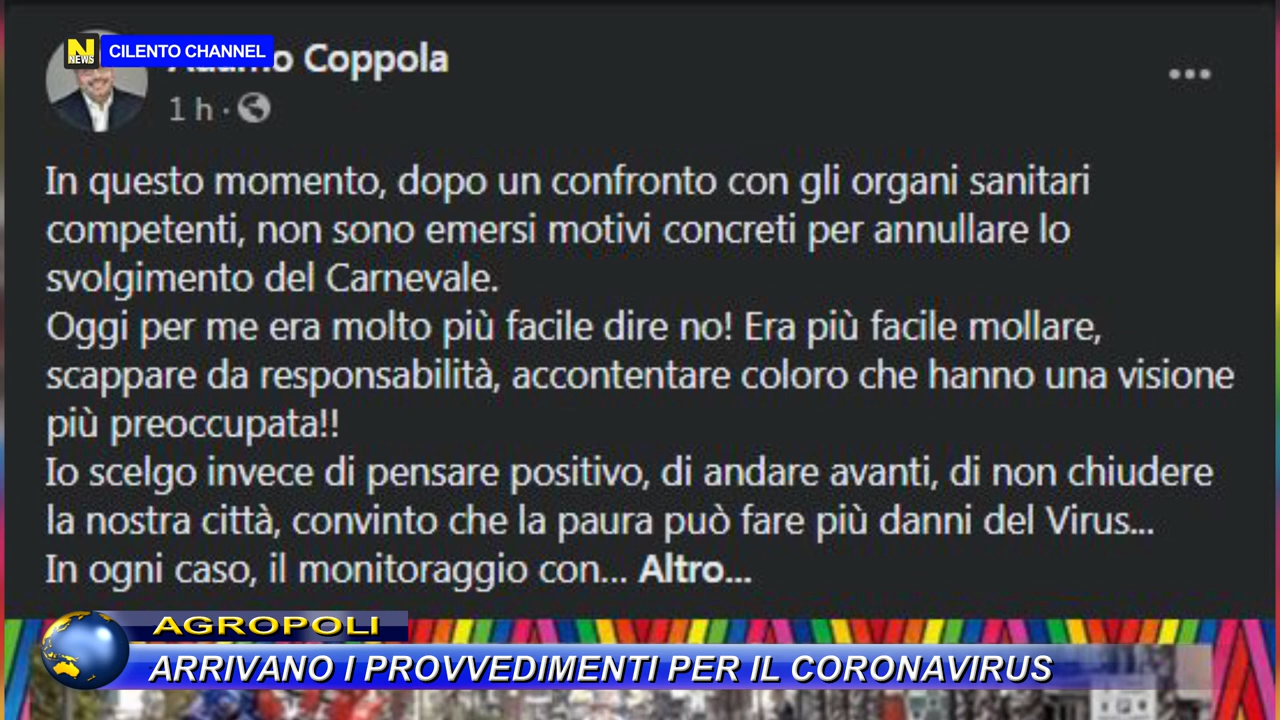 N
NEWS
CILENTO CHANNEL
Coppola
1 h ·
In questo momento, dopo un confronto con gli organi sanitari
competenti, non sono emersi motivi concreti per annullare lo
svolgimento del Carnevale.
Oggi per me era molto più facile dire no! Era più facile mollare,
scappare da responsabilità, accontentare coloro che hanno una visione
più preoccupata!!
Io scelgo invece di pensare positivo, di andare avanti, di non chiudere
la nostra città, convinto che la paura può fare più danni del Virus...
In ogni caso, il monitoraggio con... Altro...
AGROPOLI
ARRIVANO I PROVVEDIMENTI PER IL CORONAVIRUS